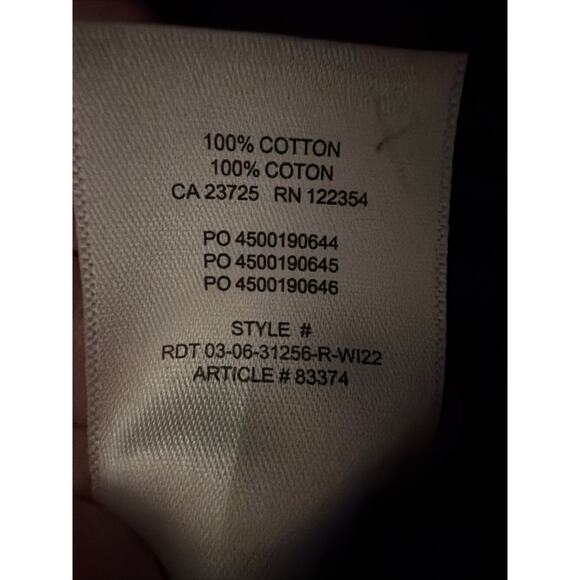 100% COTTON
100% COTON
CA 23725 RN 122354
PO 4500190644
PO 4500190645
PO 4500190646
STYLE #
RDT 03-06-31256-R-WI22
ARTICLE # 83374